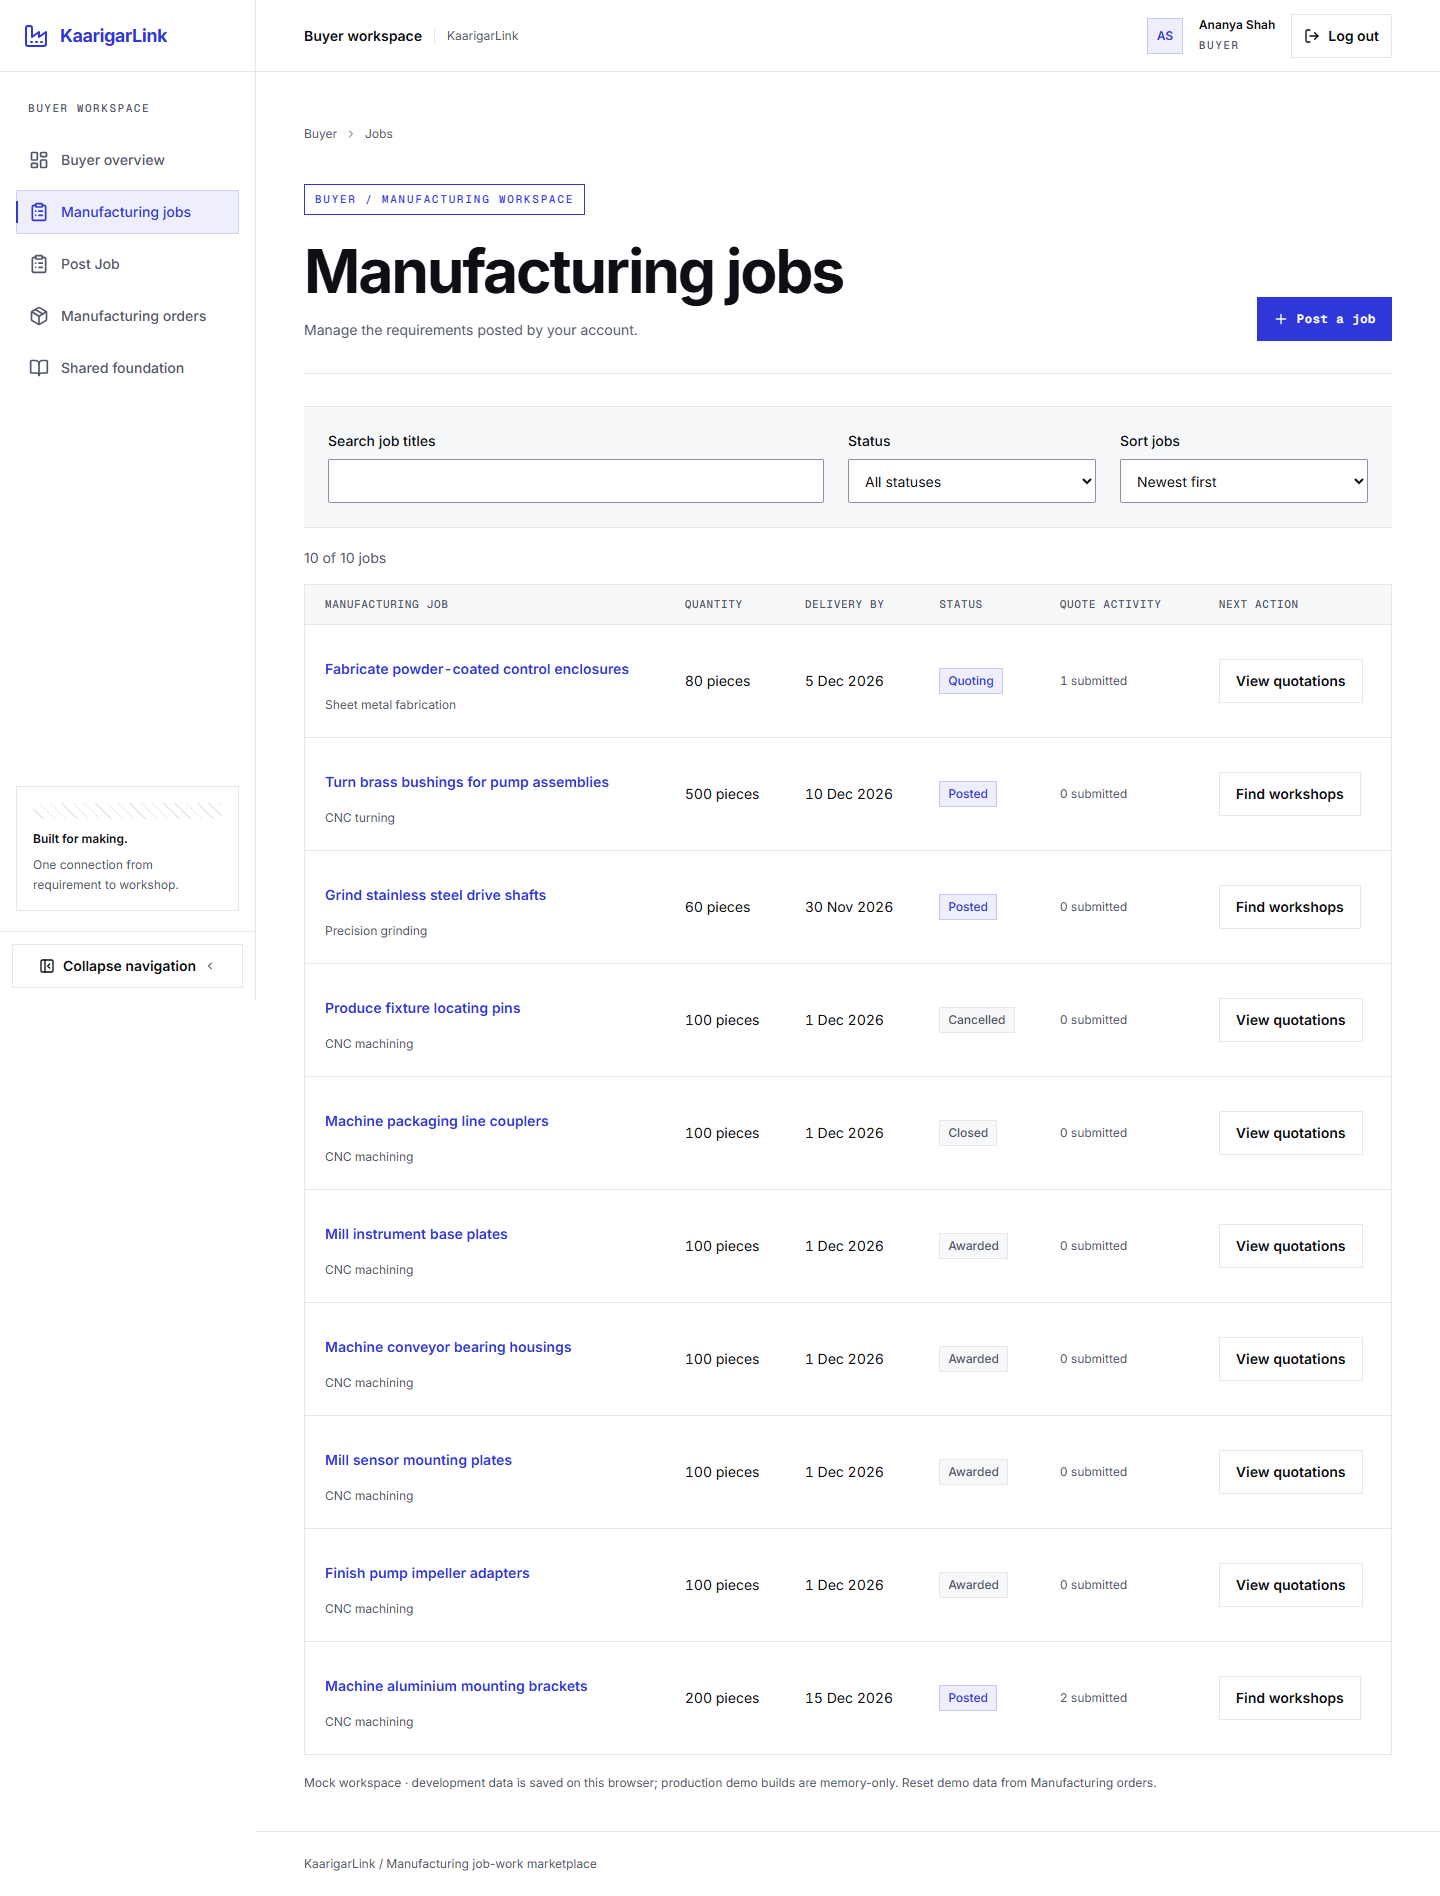 KaarigarLink
Buyer workspace
KaarigarLink
AS
Ananya Shah
BUYER
Log out
BUYER WORKSPACE
Buyer overview
Manufacturing jobs
Post Job
Manufacturing orders
Shared foundation
Built for making.
One connection from
requirement to workshop.
Collapse navigation
Buyer
Jobs
BUYER / MANUFACTURING WORKSPACE
Manufacturing jobs
Manage the requirements posted by your account.
Post a job
Search job titles
Status
Sort jobs
All statuses
Newest first
10 of 10 jobs
MANUFACTURING JOB QUANTITY DELIVERY BY STATUS QUOTE ACTIVITY NEXT ACTION
Fabricate powder-coated control enclosures
Sheet metal fabrication
80 pieces 5 Dec 2026 Quoting 1 submitted View quotations
Turn brass bushings for pump assemblies
CNC turning
500 pieces 10 Dec 2026 Posted 0 submitted Find workshops
Grind stainless steel drive shafts
Precision grinding
60 pieces 30 Nov 2026 Posted 0 submitted Find workshops
Produce fixture locating pins
CNC machining
100 pieces 1 Dec 2026 Cancelled 0 submitted View quotations
Machine packaging line couplers
CNC machining
100 pieces 1 Dec 2026 Closed 0 submitted View quotations
Mill instrument base plates
CNC machining
100 pieces 1 Dec 2026 Awarded 0 submitted View quotations
Machine conveyor bearing housings
CNC machining
100 pieces 1 Dec 2026 Awarded 0 submitted View quotations
Mill sensor mounting plates
CNC machining
100 pieces 1 Dec 2026 Awarded 0 submitted View quotations
Finish pump impeller adapters
CNC machining
100 pieces 1 Dec 2026 Awarded 0 submitted View quotations
Machine aluminium mounting brackets
CNC machining
200 pieces 15 Dec 2026 Posted 2 submitted Find workshops
Mock workspace · development data is saved on this browser; production demo builds are memory-only. Reset demo data from Manufacturing orders.
KaarigarLink / Manufacturing job-work marketplace